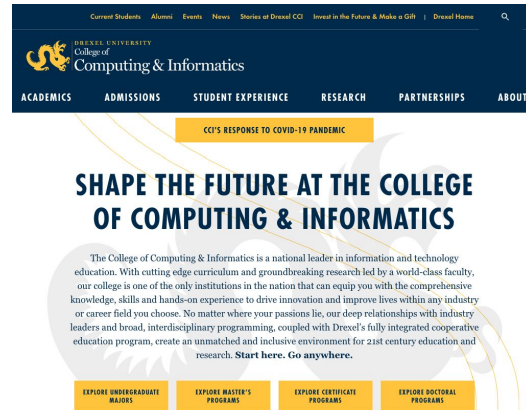 Current Students Alumni Events News Stories at Drexel CCI Invest in the Future & Make a Gift | Drexel Home
DREXEL UNIVERSITY
College of
Computing & Informatics
ACADEMICS ADMISSIONS STUDENT EXPERIENCE RESEARCH PARTNERSHIPS ABOUT
CCI'S RESPONSE TO COVID-19 PANDEMIC
SHAPE THE FUTURE AT THE COLLEGE
OF COMPUTING & INFORMATICS
The College of Computing & Informatics is a national leader in information and technology
education. With cutting edge curriculum and groundbreaking research led by a world-class faculty,
our college is one of the only institutions in the nation that can equip you with the comprehensive
knowledge, skills and hands-on experience to drive innovation and improve lives within any industry
or career field you choose. No matter where your passions lie, our deep relationships with industry
leaders and broad, interdisciplinary programming, coupled with Drexel's fully integrated cooperative
education program, create an unmatched and inclusive environment for 21st century education and
research. Start here. Go anywhere.
EXPLORE UNDERGRADUATE EXPLORE MASTER'S EXPLORE CERTIFICATE EXPLORE DOCTORAL
MAJORS PROGRAMS PROGRAMS PROGRAMS